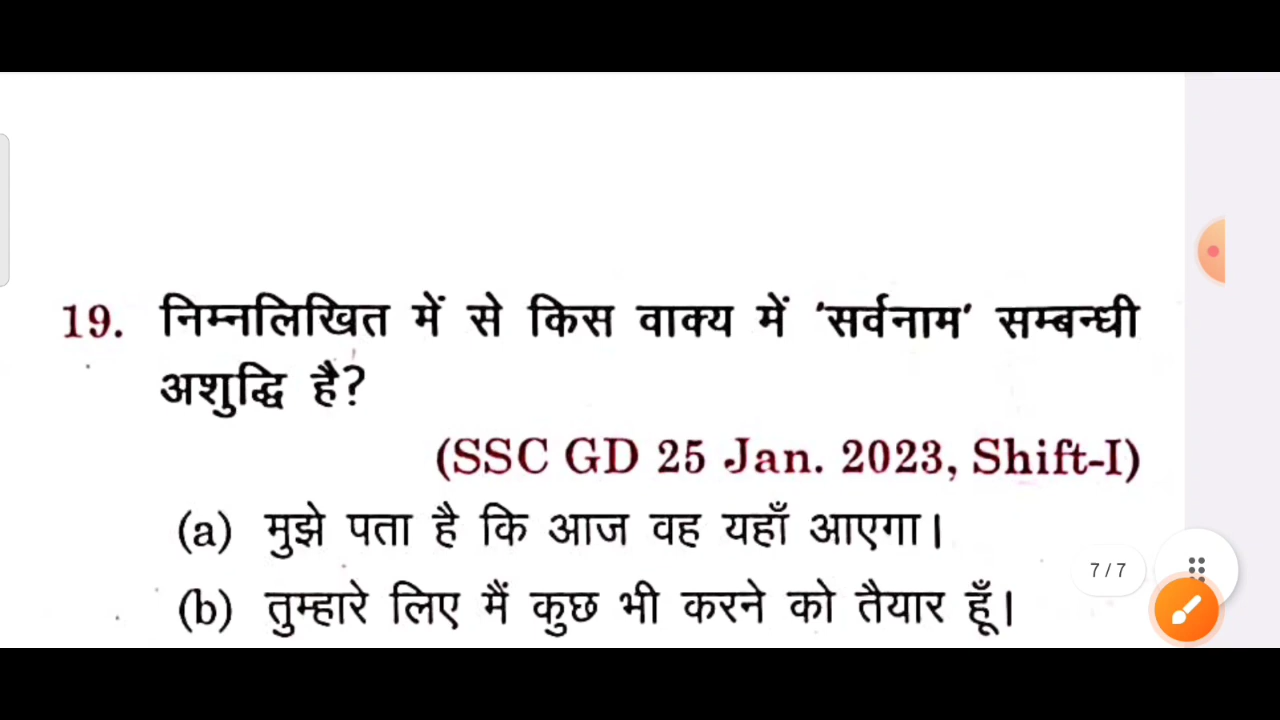 19. निम्नलिखित में से किस वाक्य में 'सर्वनाम' सम्बन्धी
अशुद्धि है?
(SSC GD 25 Jan. 2023, Shift-I)
(a) मुझे पता है कि आज वह यहाँ आएगा।
(b) तुम्हारे लिए मैं कुछ भी करने को तैयार हूँ।
7 / 7